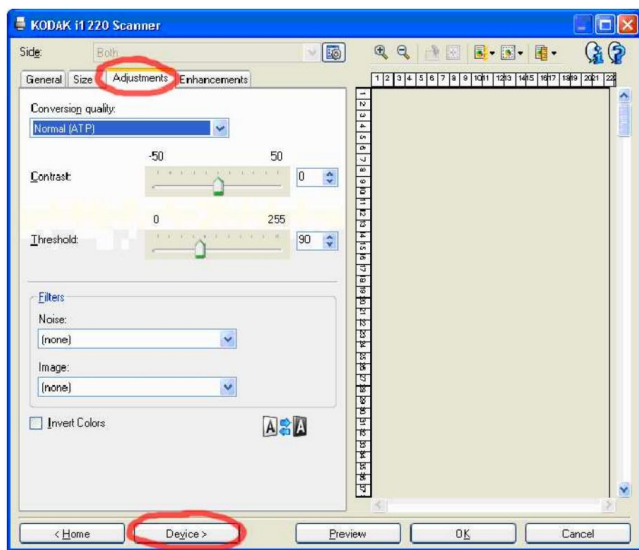 KODAK i1220 Scanner
Side: Both
General Size Adjustments Enhancements
Conversion quality:
Normal (ATP)
-50 50
Contrast: 0
0 255
Threshold: 90
Filters
Noise:
(none)
Image:
(none)
Invert Colors
A A
< Home Device > Preview OK Cancel